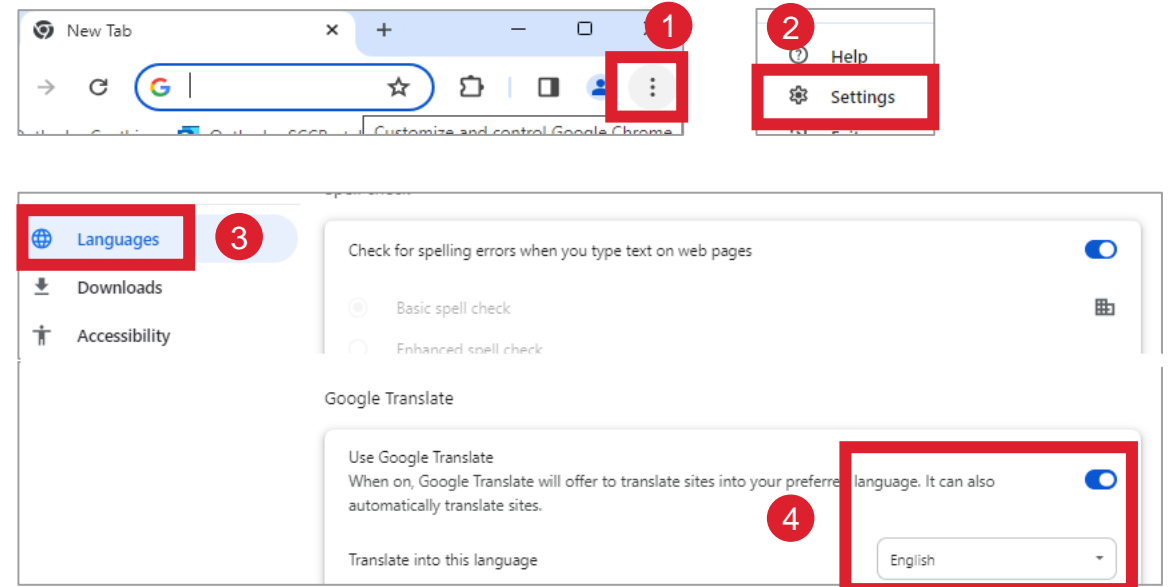 New Tab
1
G
Customize and control Google Chrome
2
Help
Settings
Languages
3
Downloads
Accessibility
Check for spelling errors when you type text on web pages
Basic spell check
Enhanced spell check
Google Translate
Use Google Translate
When on, Google Translate will offer to translate sites into your language. It can also
automatically translate sites.
4
Translate into this language
English